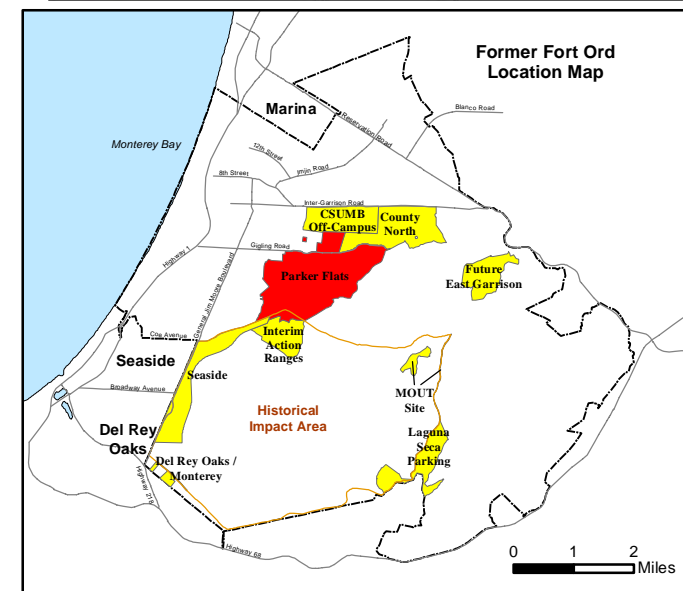 Former Fort Ord
Location Map
Marina
Blanco Road
Reservation Road
Monterey Bay
12th Street
Imjin Road
8th Street
Inter-Garrison Road
CSUMB
Off-Campus
County
North
Gigling Road
Highway 1
General Jim Moore Boulevard
Parker Flats
Future
East Garrison
Coe Avenue
Interim
Action
Ranges
Seaside
Seaside
Broadway Avenue
MOUT
Site
Historical
Impact Area
Del Rey
Oaks
Laguna
Seca
Parking
Del Rey Oaks /
Monterey
Highway 218
Highway 68
0 1 2
Miles